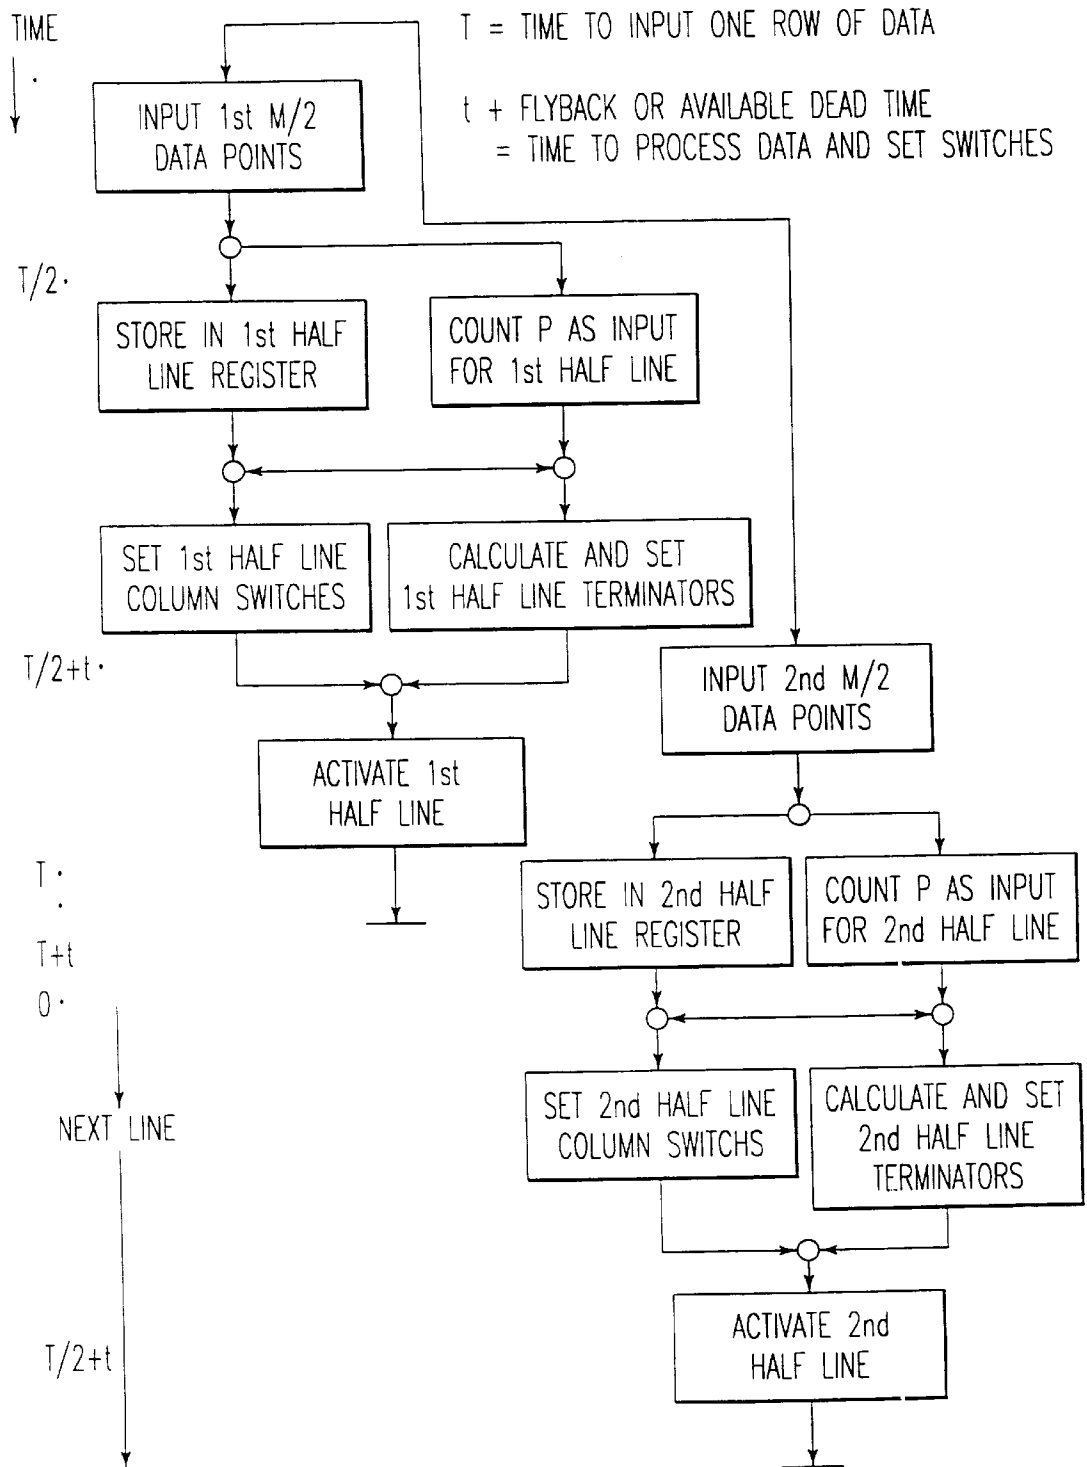 TIME
T = TIME TO INPUT ONE ROW OF DATA
t + FLYBACK OR AVAILABLE DEAD TIME
= TIME TO PROCESS DATA AND SET SWITCHES
INPUT 1st M/2
DATA POINTS
T/2
STORE IN 1st HALF
LINE REGISTER
COUNT P AS INPUT
FOR 1st HALF LINE
SET 1st HALF LINE
COLUMN SWITCHES
CALCULATE AND SET
1st HALF LINE TERMINATORS
T/2+t
INPUT 2nd M/2
DATA POINTS
ACTIVATE 1st
HALF LINE
T
STORE IN 2nd HALF
LINE REGISTER
COUNT P AS INPUT
FOR 2nd HALF LINE
T+t
0
SET 2nd HALF LINE
COLUMN SWITCHS
CALCULATE AND SET
2nd HALF LINE
TERMINATORS
NEXT LINE
ACTIVATE 2nd
HALF LINE
T/2+t